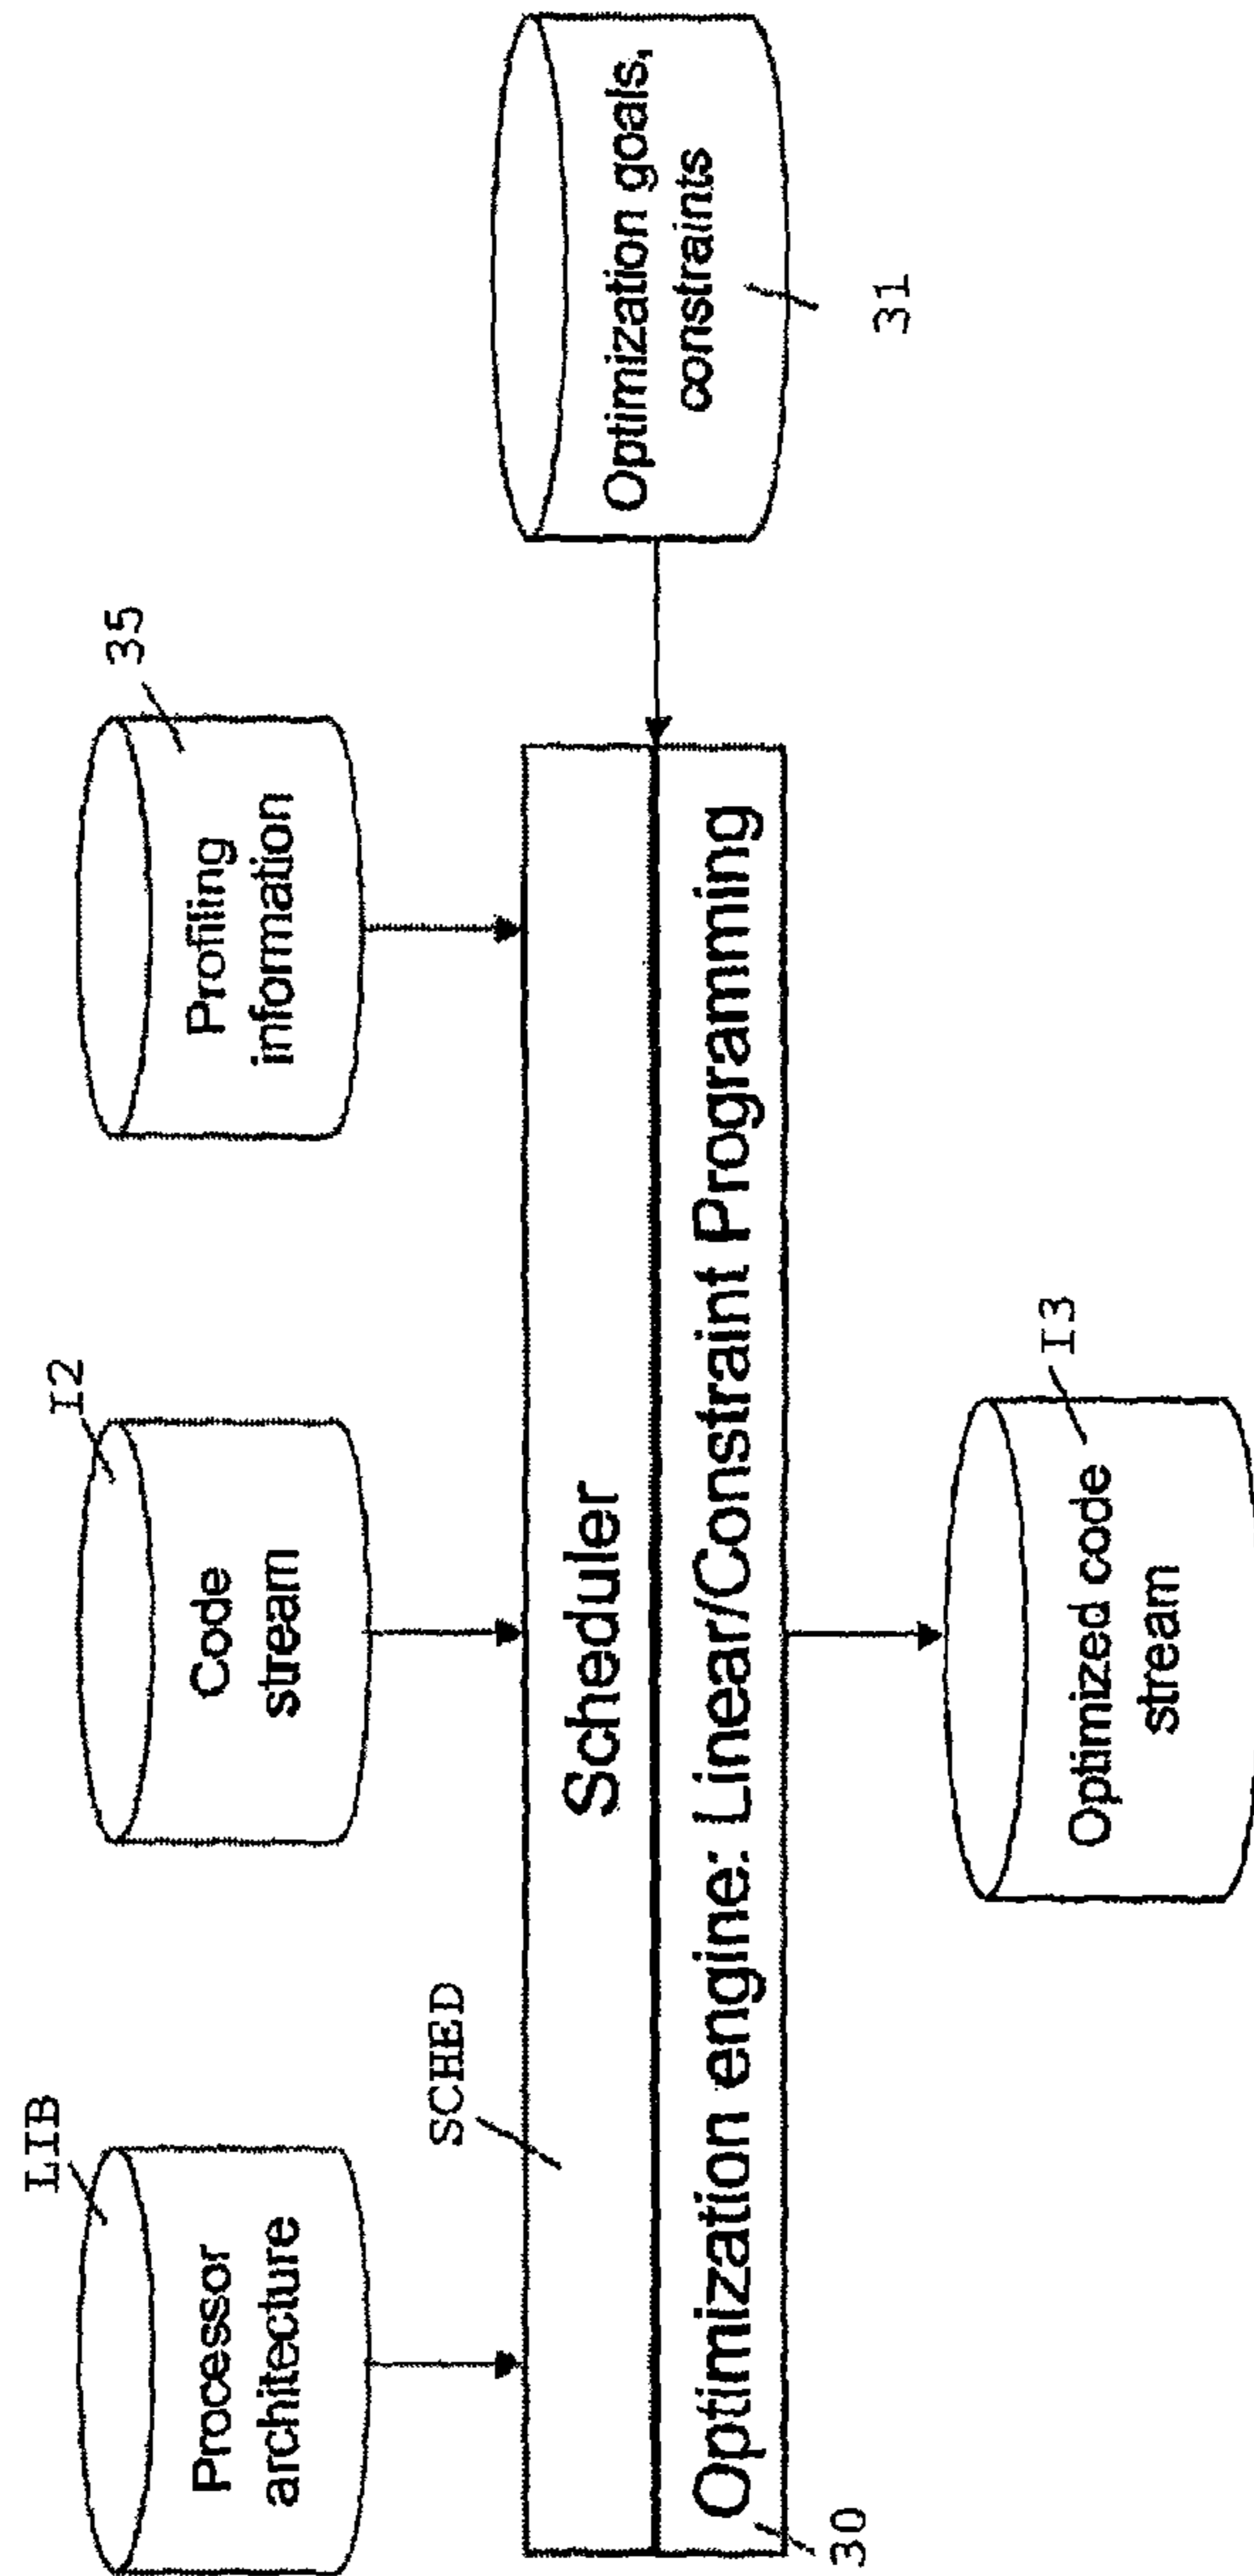 LIB
Processor
architecture
I2
Code
stream
35
Profiling
information
SCHED
Scheduler
Optimization engine: Linear/Constraint Programming
30
Optimization goals,
constraints
31
Optimized code
stream
I3